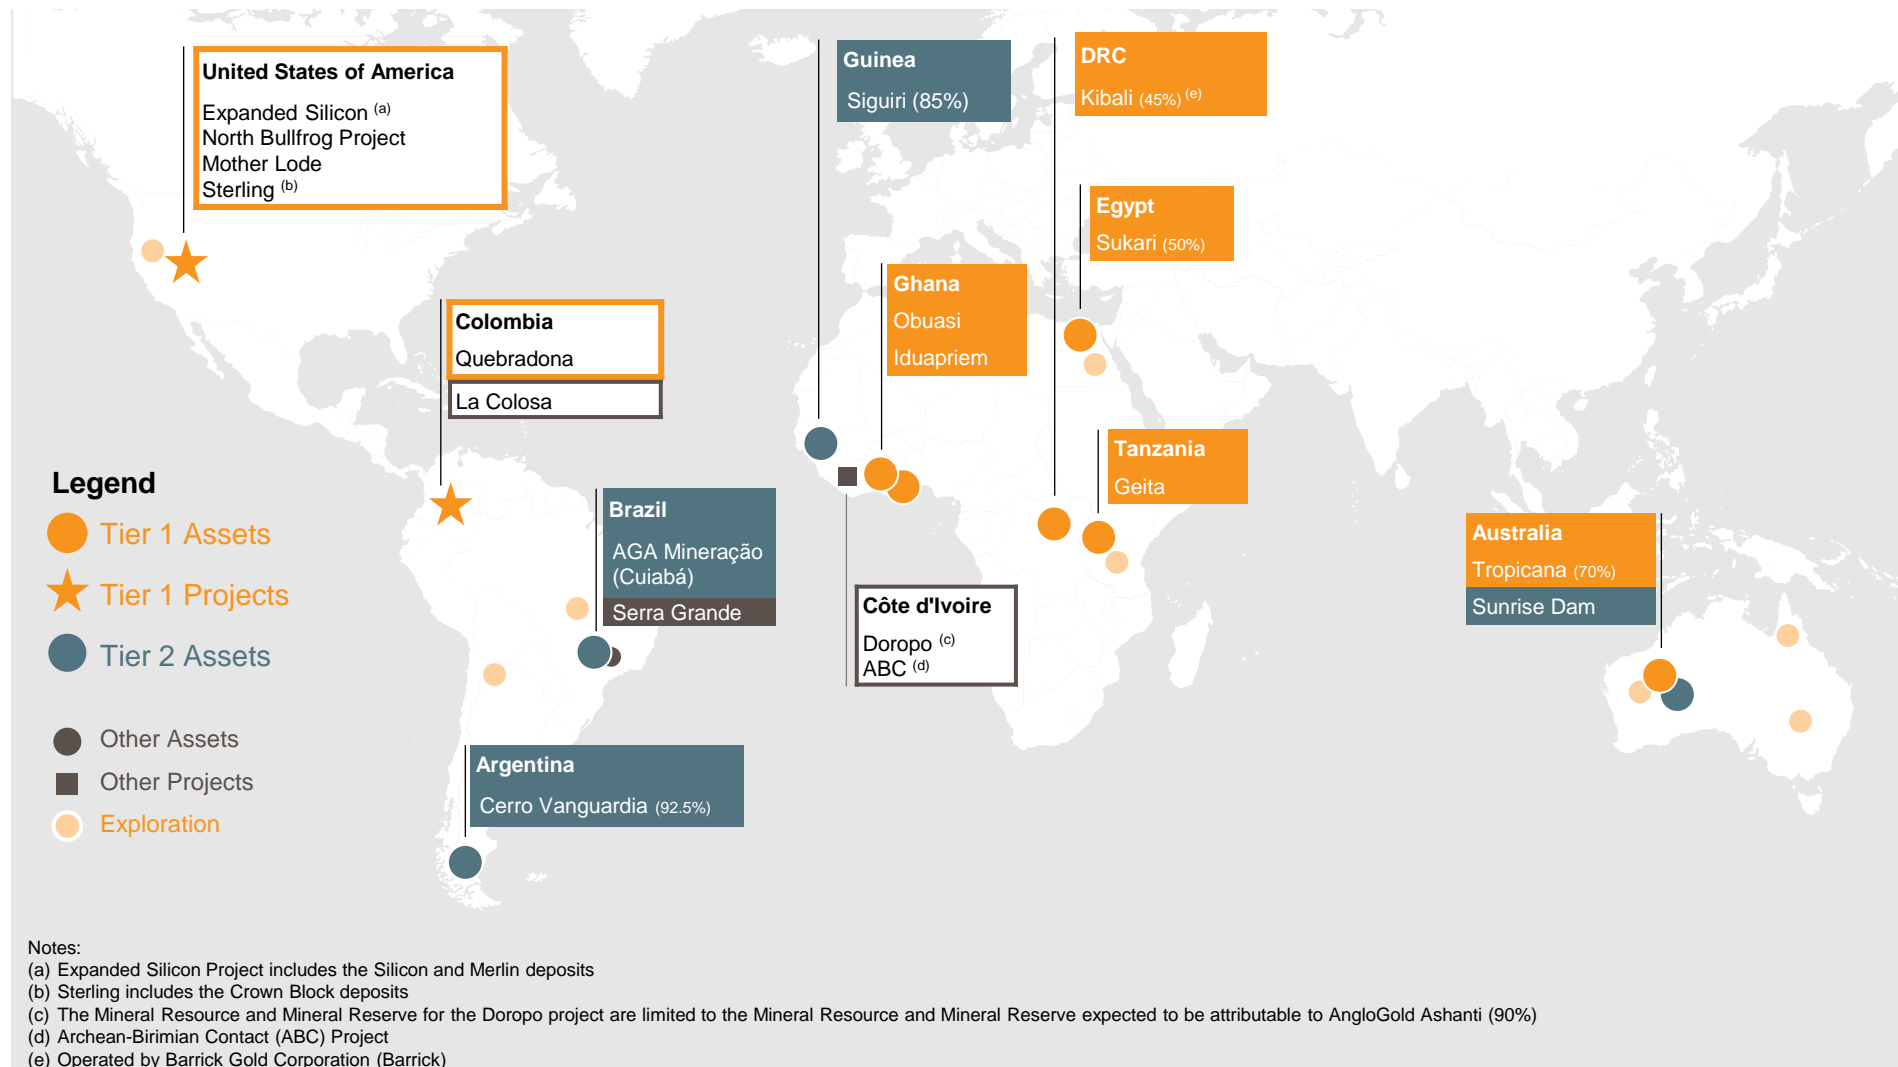 United States of America
Expanded Silicon (a)
North Bullfrog Project
Mother Lode
Sterling (b)
Guinea
Siguiri (85%)
DRC
Kibali (45%) (e)
Egypt
Sukari (50%)
Ghana
Obuasi
Iduapriem
Colombia
Quebradona
La Colosa
Tanzania
Geita
Brazil
AGA Mineração
(Cuiabá)
Serra Grande
Australia
Tropicana (70%)
Sunrise Dam
Côte d'Ivoire
Doropo (c)
ABC (d)
Argentina
Cerro Vanguardia (92.5%)
Legend
Tier 1 Assets
Tier 1 Projects
Tier 2 Assets
Other Assets
Other Projects
Exploration
Notes:
(a) Expanded Silicon Project includes the Silicon and Merlin deposits
(b) Sterling includes the Crown Block deposits
(c) The Mineral Resource and Mineral Reserve for the Doropo project are limited to the Mineral Resource and Mineral Reserve expected to be attributable to AngloGold Ashanti (90%)
(d) Archean-Birimian Contact (ABC) Project
(e) Operated by Barrick Gold Corporation (Barrick)